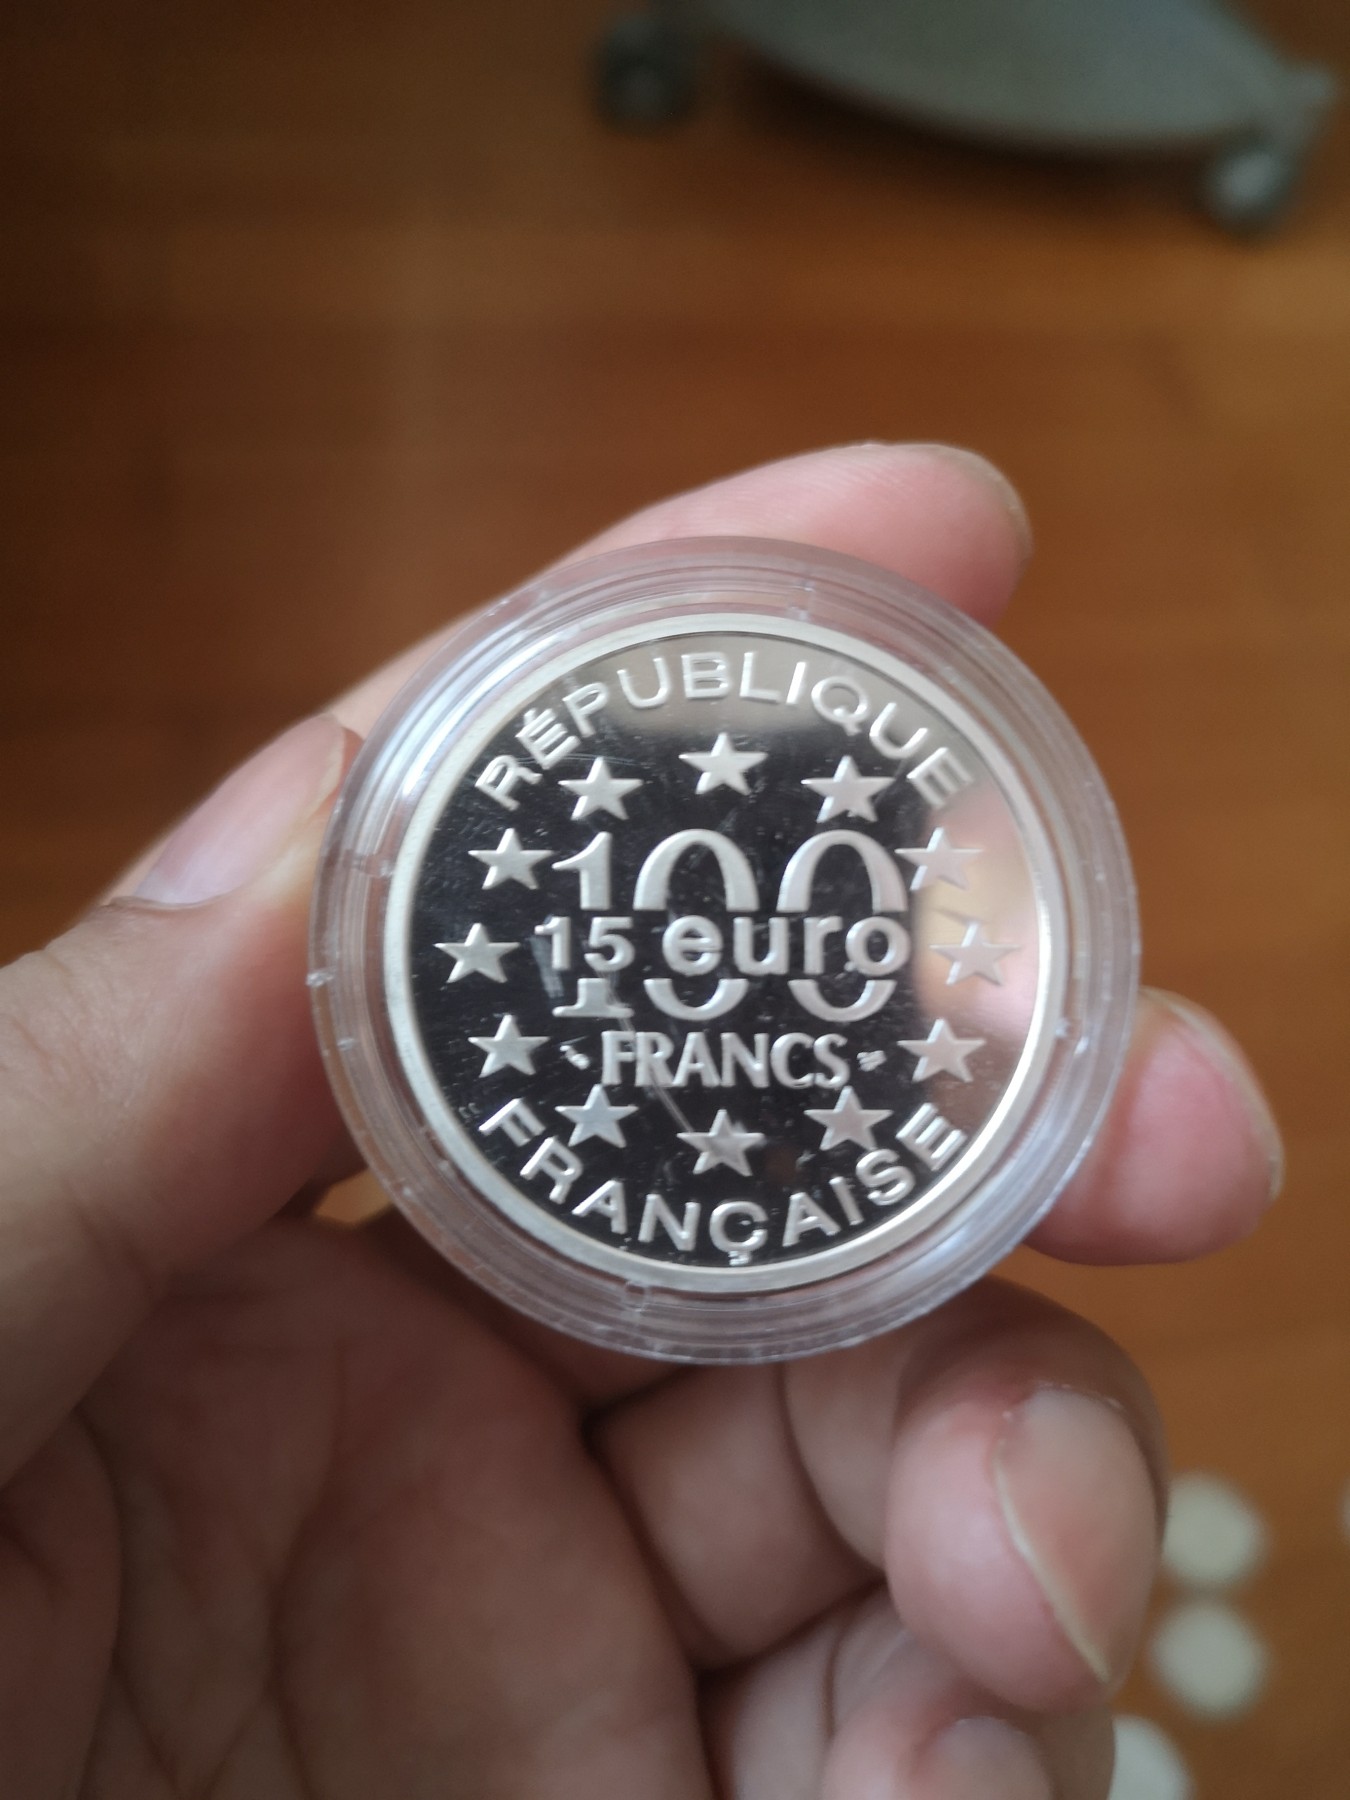 RÉPUBLIQUE
100
15 euro
FRANCS
FRANÇAISE